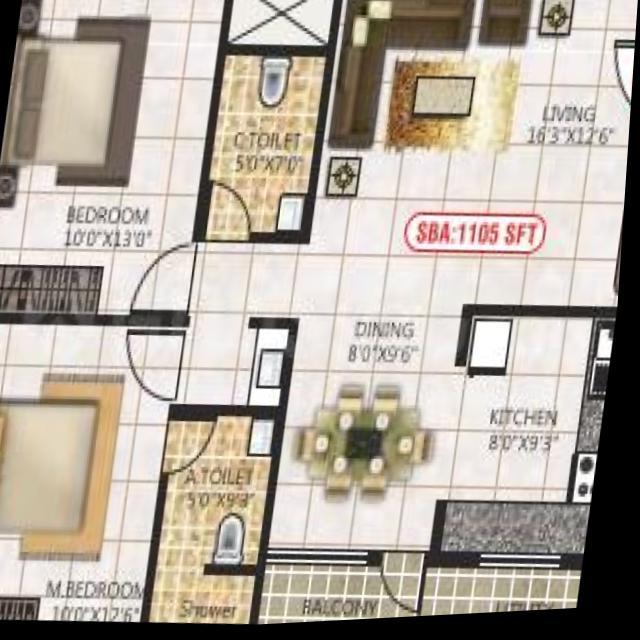 LIVING
16'3"X12'6"
C.TOILET
5'0"X7'0"
BEDROOM
10'0"X13'0"
SBA:1105 SFT
DINING
8'0"X9'6"
KITCHEN
8'0"X9'3"
A.TOILET
5'0"X9'3"
M.BEDROOM
10'0"X12'6"
Shower
BALCONY
UTILITY